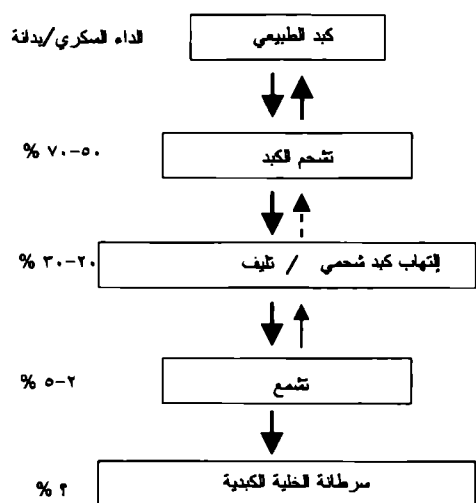 كبد الطبيعي
الداء السكري/بدانة
تشحم الكبد
٥٠-٧٠ %
إلتهاب كبد شحمي / تليف
٢٠-٣٠ %
تشمع
٢-٥ %
سرطانة الخلية الكبدية
؟ %